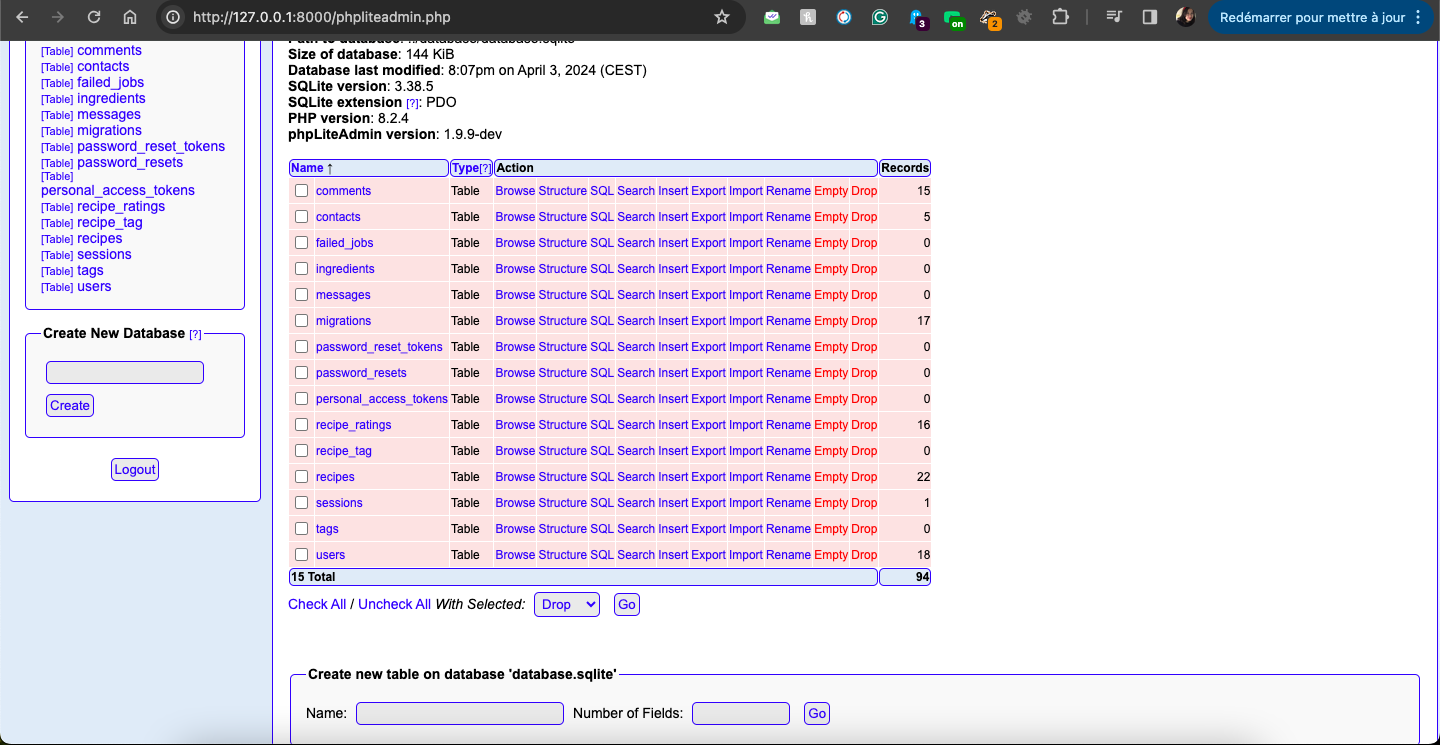 http://127.0.0.1:8000/phpliteadmin.php
3
on
2
Redémarrer pour mettre à jour
[Table] comments
[Table] contacts
[Table] failed_jobs
[Table] ingredients
[Table] messages
[Table] migrations
[Table] password_reset_tokens
[Table] password_resets
[Table]
personal_access_tokens
[Table] recipe_ratings
[Table] recipe_tag
[Table] recipes
[Table] sessions
[Table] tags
[Table] users
Create New Database [?]
Create
Logout
Size of database: 144 KiB
Database last modified: 8:07pm on April 3, 2024 (CEST)
SQLite version: 3.38.5
SQLite extension [?]: PDO
PHP version: 8.2.4
phpLiteAdmin version: 1.9.9-dev
Name ↑ Type[?] Action Records
comments Table Browse Structure SQL Search Insert Export Import Rename Empty Drop 15
contacts Table Browse Structure SQL Search Insert Export Import Rename Empty Drop 5
failed_jobs Table Browse Structure SQL Search Insert Export Import Rename Empty Drop 0
ingredients Table Browse Structure SQL Search Insert Export Import Rename Empty Drop 0
messages Table Browse Structure SQL Search Insert Export Import Rename Empty Drop 0
migrations Table Browse Structure SQL Search Insert Export Import Rename Empty Drop 17
password_reset_tokens Table Browse Structure SQL Search Insert Export Import Rename Empty Drop 0
password_resets Table Browse Structure SQL Search Insert Export Import Rename Empty Drop 0
personal_access_tokens Table Browse Structure SQL Search Insert Export Import Rename Empty Drop 0
recipe_ratings Table Browse Structure SQL Search Insert Export Import Rename Empty Drop 16
recipe_tag Table Browse Structure SQL Search Insert Export Import Rename Empty Drop 0
recipes Table Browse Structure SQL Search Insert Export Import Rename Empty Drop 22
sessions Table Browse Structure SQL Search Insert Export Import Rename Empty Drop 1
tags Table Browse Structure SQL Search Insert Export Import Rename Empty Drop 0
users Table Browse Structure SQL Search Insert Export Import Rename Empty Drop 18
15 Total 94
Check All / Uncheck All With Selected: Drop Go
Create new table on database 'database.sqlite'
Name: Number of Fields: Go